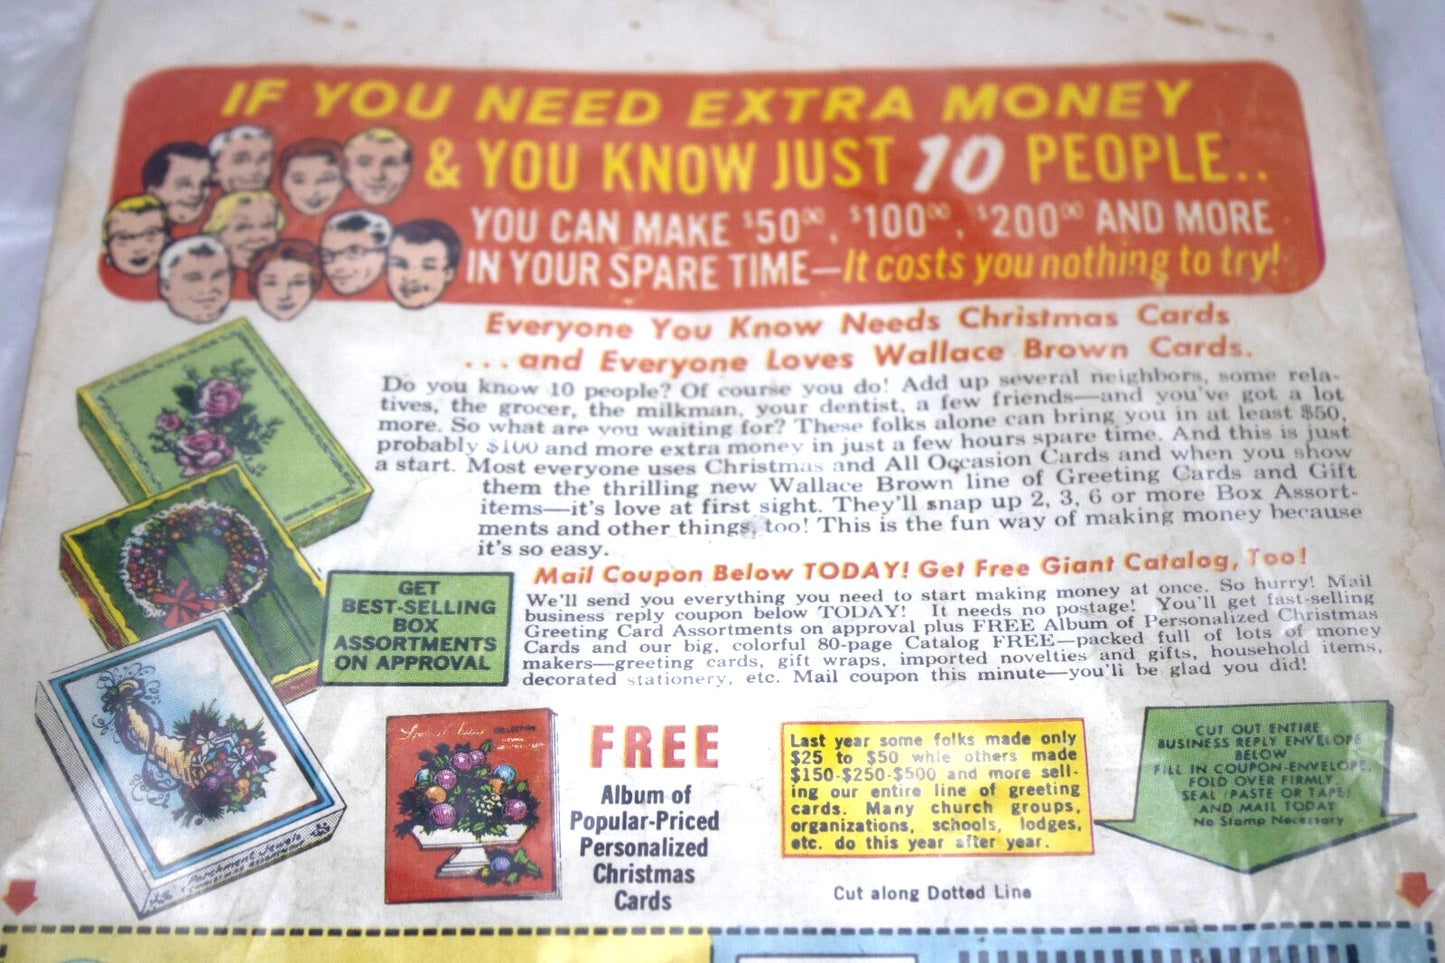 IF YOU NEED EXTRA MONEY
& YOU KNOW JUST 10 PEOPLE..
YOU CAN MAKE $50⁰⁰, $100⁰⁰, $200⁰⁰ AND MORE
IN YOUR SPARE TIME—It costs you nothing to try!
Everyone You Know Needs Christmas Cards
...and Everyone Loves Wallace Brown Cards.
Do you know 10 people? Of course you do! Add up several neighbors, some rela-
tives, the grocer, the milkman, your dentist, a few friends—and you've got a lot
more. So what are you waiting for? These folks alone can bring you in at least $50,
probably $100 and more extra money in just a few hours spare time. And this is just
a start. Most everyone uses Christmas and All Occasion Cards and when you show
them the thrilling new Wallace Brown line of Greeting Cards and Gift
items—it's love at first sight. They'll snap up 2, 3, 6 or more Box Assort-
ments and other things, too! This is the fun way of making money because
it's so easy.
Mail Coupon Below TODAY! Get Free Giant Catalog, Too!
We'll send you everything you need to start making money at once. So hurry! Mail
business reply coupon below TODAY! It needs no postage! You'll get fast-selling
Greeting Card Assortments on approval plus FREE Album of Personalized Christmas
Cards and our big, colorful 80-page Catalog FREE—packed full of lots of money
makers—greeting cards, gift wraps, imported novelties and gifts, household items,
decorated stationery, etc. Mail coupon this minute—you'll be glad you did!
GET
BEST-SELLING
BOX
ASSORTMENTS
ON APPROVAL
FREE
Album of
Popular-Priced
Personalized
Christmas
Cards
Last year some folks made only
$25 to $50 while others made
$150-$250-$500 and more sell-
ing our entire line of greeting
cards. Many church groups,
organizations, schools, lodges,
etc. do this year after year.
Cut along Dotted Line
CUT OUT ENTIRE
BUSINESS REPLY ENVELOPE
BELOW
FILL IN COUPON-ENVELOPE,
FOLD OVER FIRMLY,
SEAL (PASTE OR TAPE)
AND MAIL TODAY
No Stamp Necessary